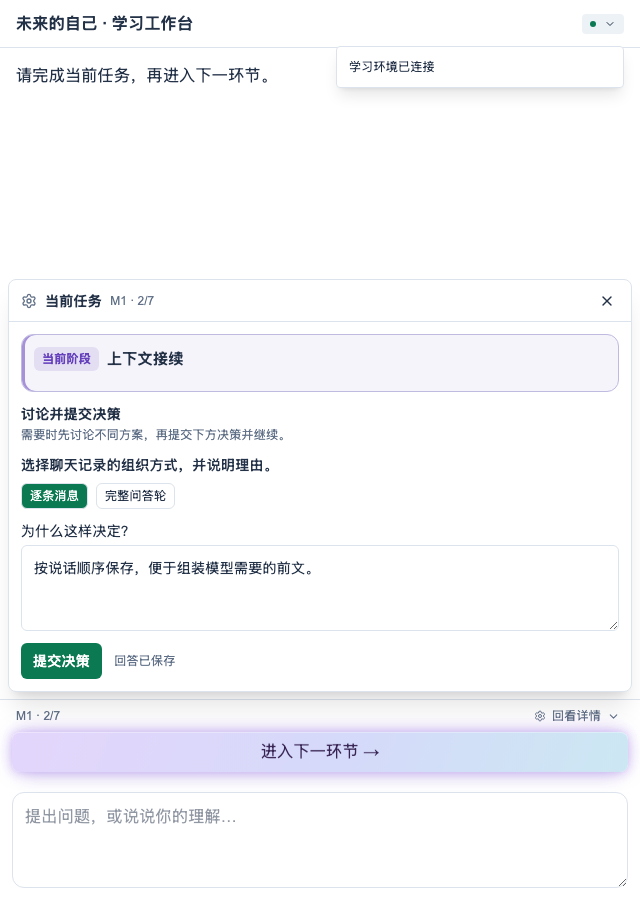 未来的自己 · 学习工作台
学习环境已连接
请完成当前任务，再进入下一环节。
当前任务 M1 · 2/7
当前阶段 上下文接续
讨论并提交决策
需要时先讨论不同方案，再提交下方决策并继续。
选择聊天记录的组织方式，并说明理由。
逐条消息 完整问答轮
为什么这样决定？
按说话顺序保存，便于组装模型需要的前文。
提交决策 回答已保存
M1 · 2/7 回看详情
进入下一环节 →
提出问题，或说说你的理解…